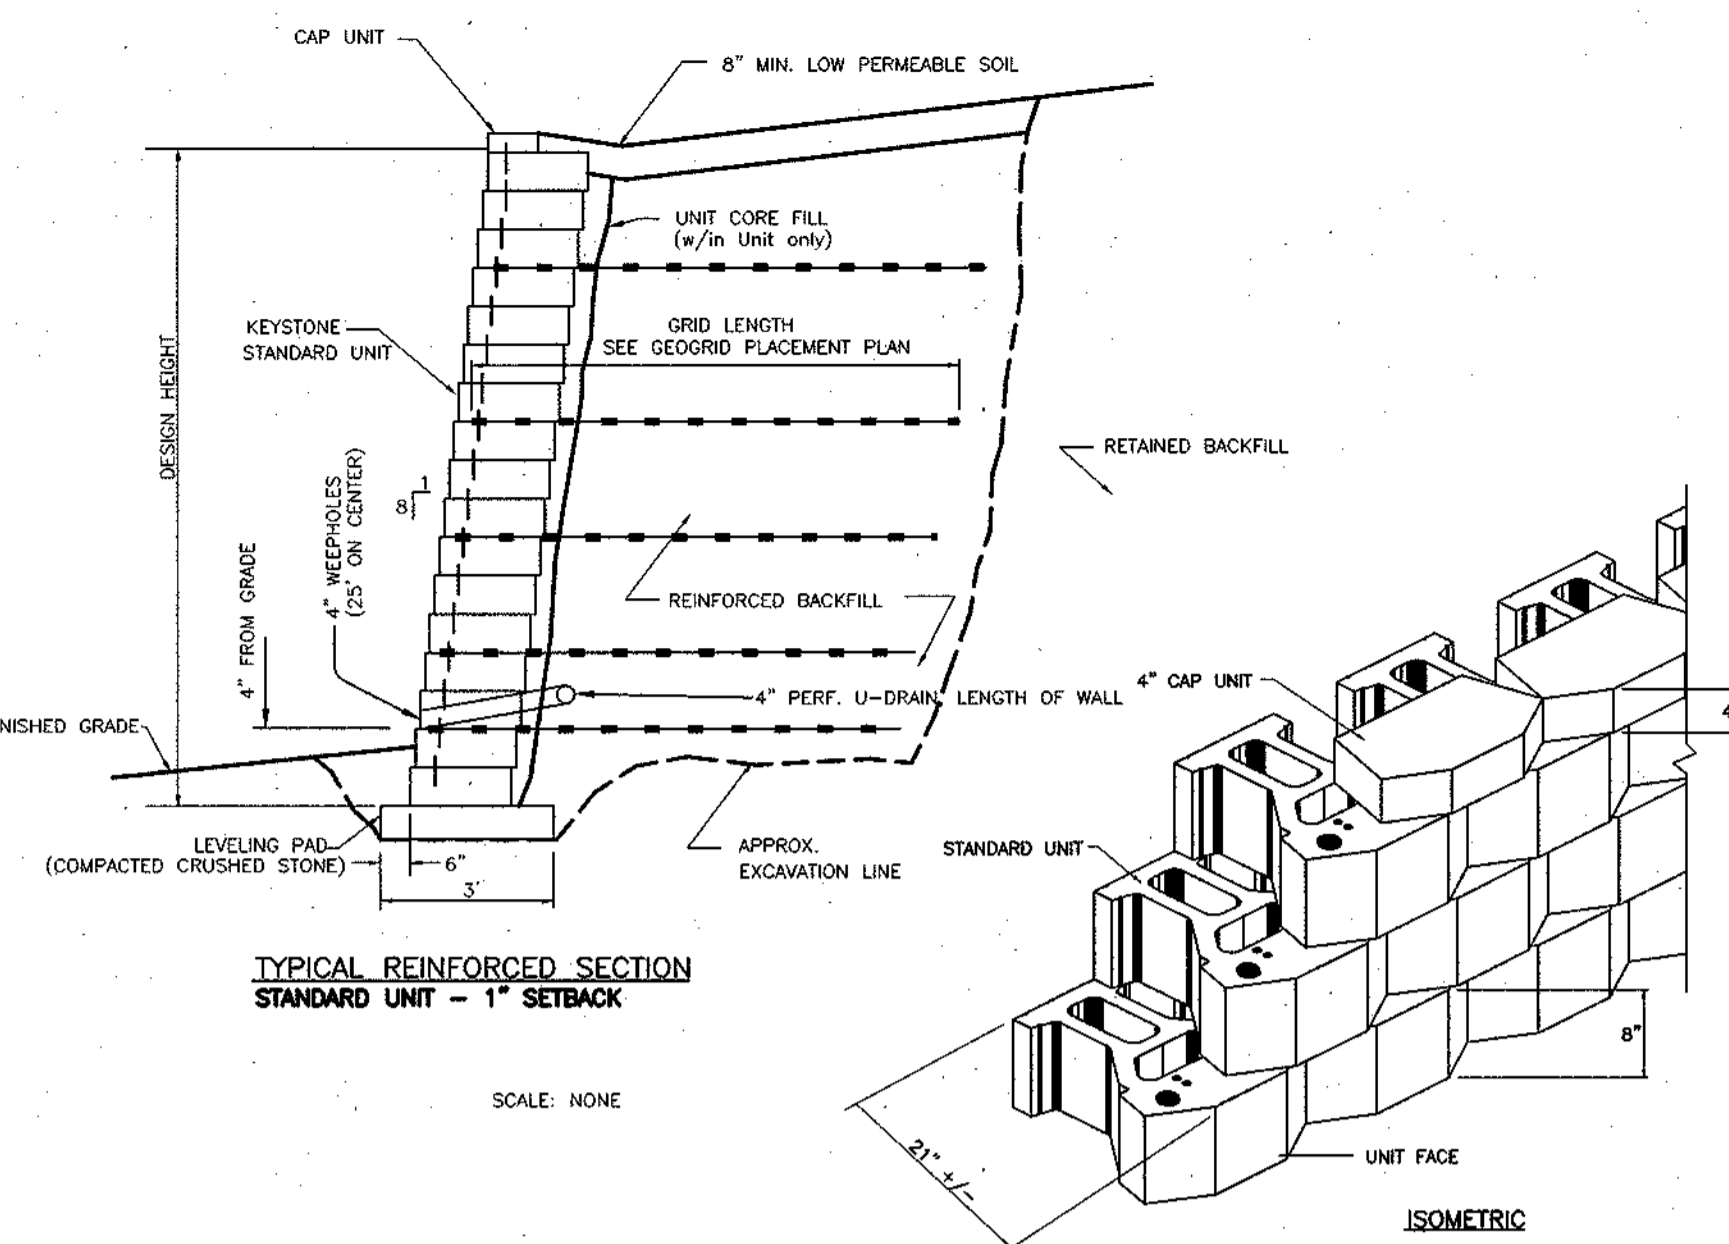 CAP UNIT
8" MIN. LOW PERMEABLE SOIL
UNIT CORE FILL
(w/in Unit only)
KEYSTONE
STANDARD UNIT
GRID LENGTH
SEE GEOGRID PLACEMENT PLAN
DESIGN HEIGHT
RETAINED BACKFILL
1
8
4" WEEPHOLES
(25' ON CENTER)
4" FROM GRADE
REINFORCED BACKFILL
4" PERF. U-DRAIN LENGTH OF WALL
4" CAP UNIT
4
NISHED GRADE
LEVELING PAD
(COMPACTED CRUSHED STONE)
6"
3'
APPROX.
EXCAVATION LINE
STANDARD UNIT
TYPICAL REINFORCED SECTION
STANDARD UNIT - 1" SETBACK
8"
SCALE: NONE
21" +/-
UNIT FACE
ISOMETRIC